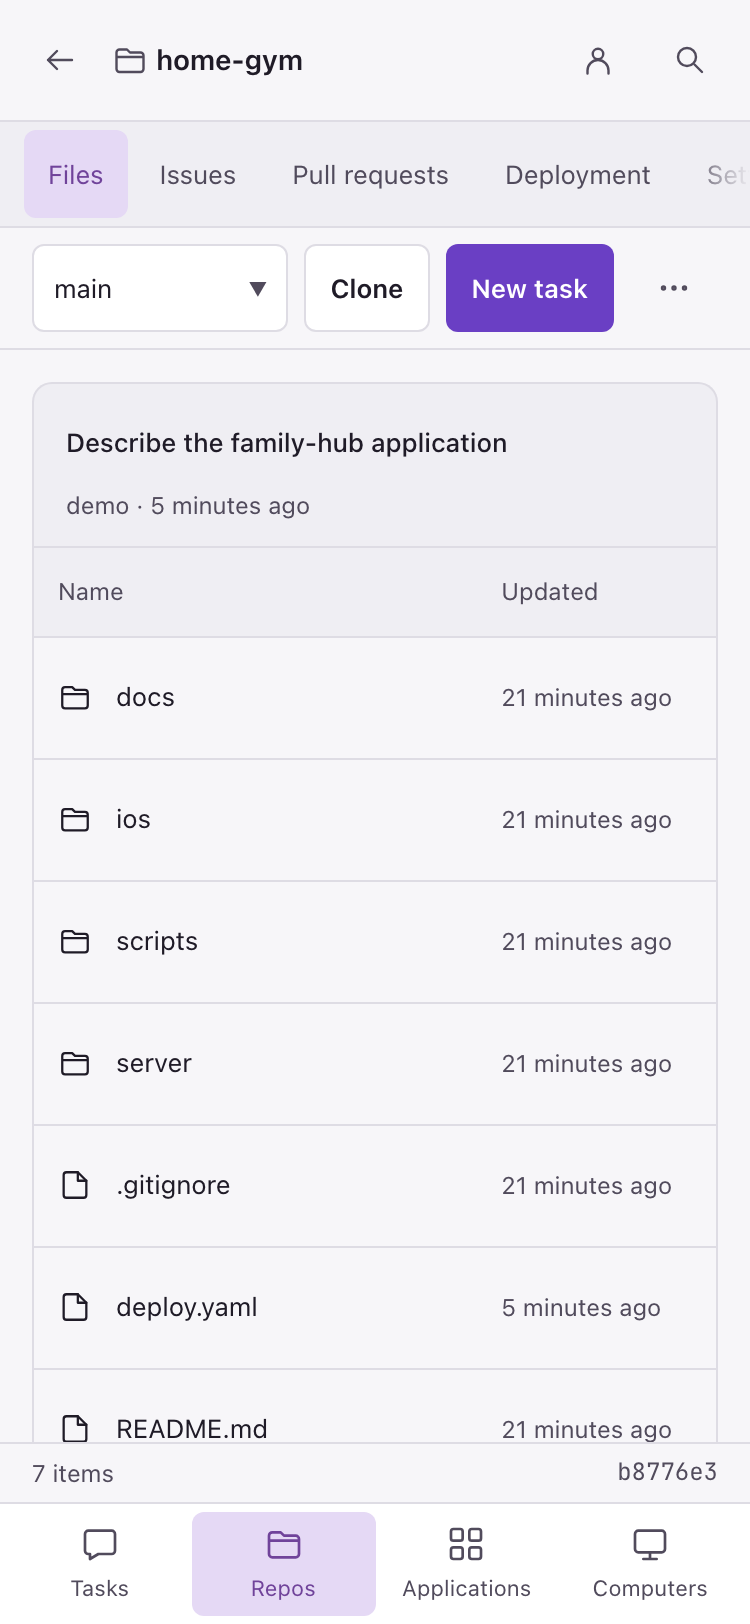 home-gym
Files Issues Pull requests Deployment Set
main Clone New task
Describe the family-hub application
demo · 5 minutes ago
Name Updated
docs 21 minutes ago
ios 21 minutes ago
scripts 21 minutes ago
server 21 minutes ago
.gitignore 21 minutes ago
deploy.yaml 5 minutes ago
README.md 21 minutes ago
7 items b8776e3
Tasks Repos Applications Computers